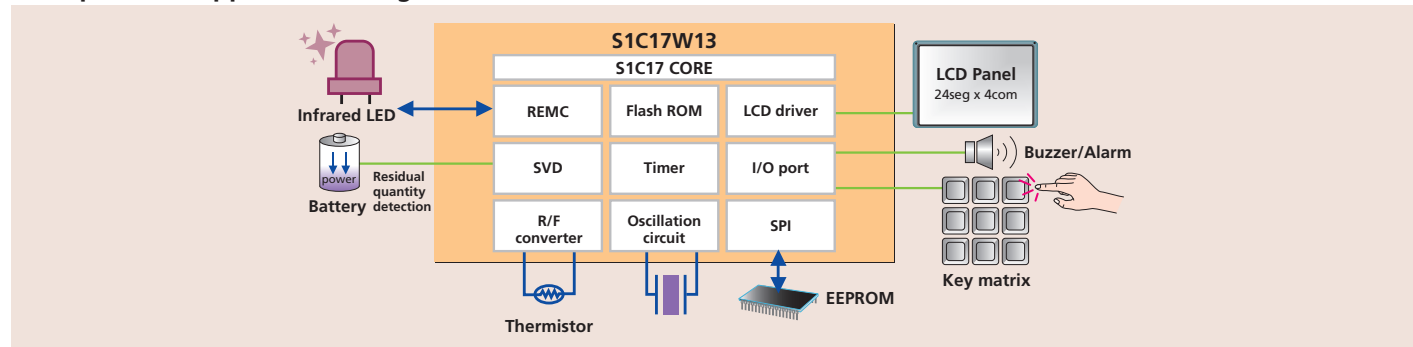 S1C17W13
S1C17 CORE
REMC
Flash ROM
LCD driver
SVD
Timer
I/O port
R/F
converter
Oscillation
circuit
SPI
Infrared LED
power
Battery
Residual
quantity
detection
Thermistor
EEPROM
LCD Panel
24seg x 4com
Buzzer/Alarm
Key matrix